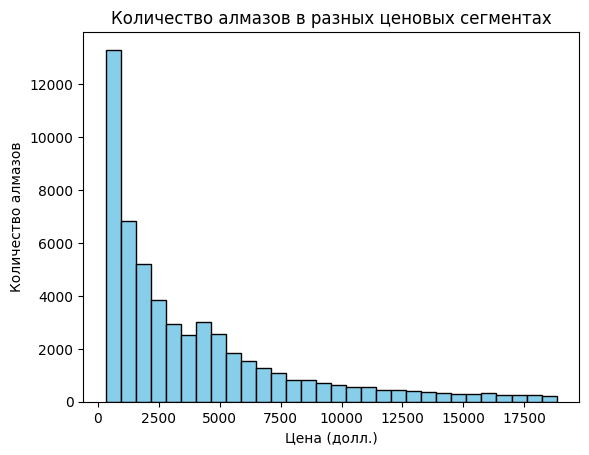 Количество алмазов в разных ценовых сегментах
Количество алмазов
12000
10000
8000
6000
4000
2000
0
0 2500 5000 7500 10000 12500 15000 17500
Цена (долл.)